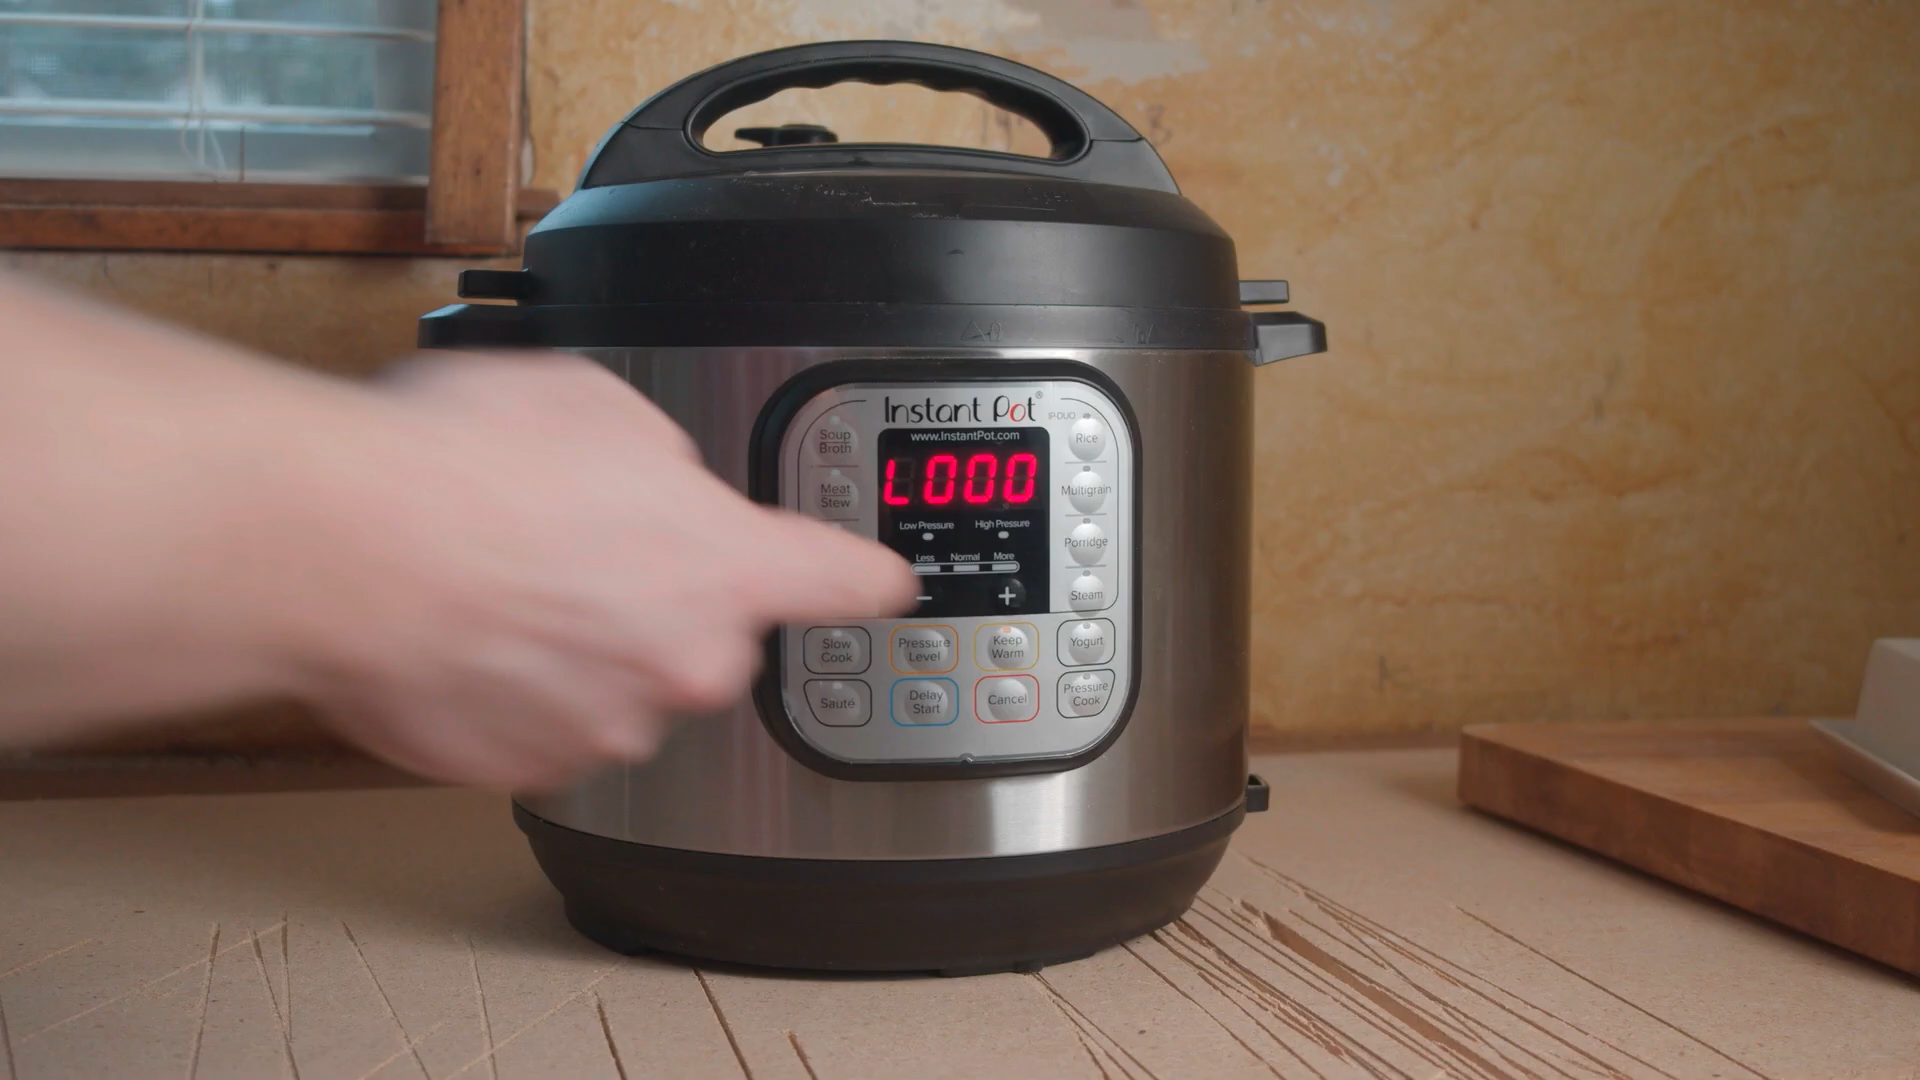 Instant Pot®
IP-DUO
www.InstantPot.com
L000
Low Pressure
High Pressure
Less
Normal
More
−
+
Soup
Broth
Meat
Stew
Rice
Multigrain
Porridge
Steam
Slow
Cook
Pressure
Level
Keep
Warm
Yogurt
Sauté
Delay
Start
Cancel
Pressure
Cook